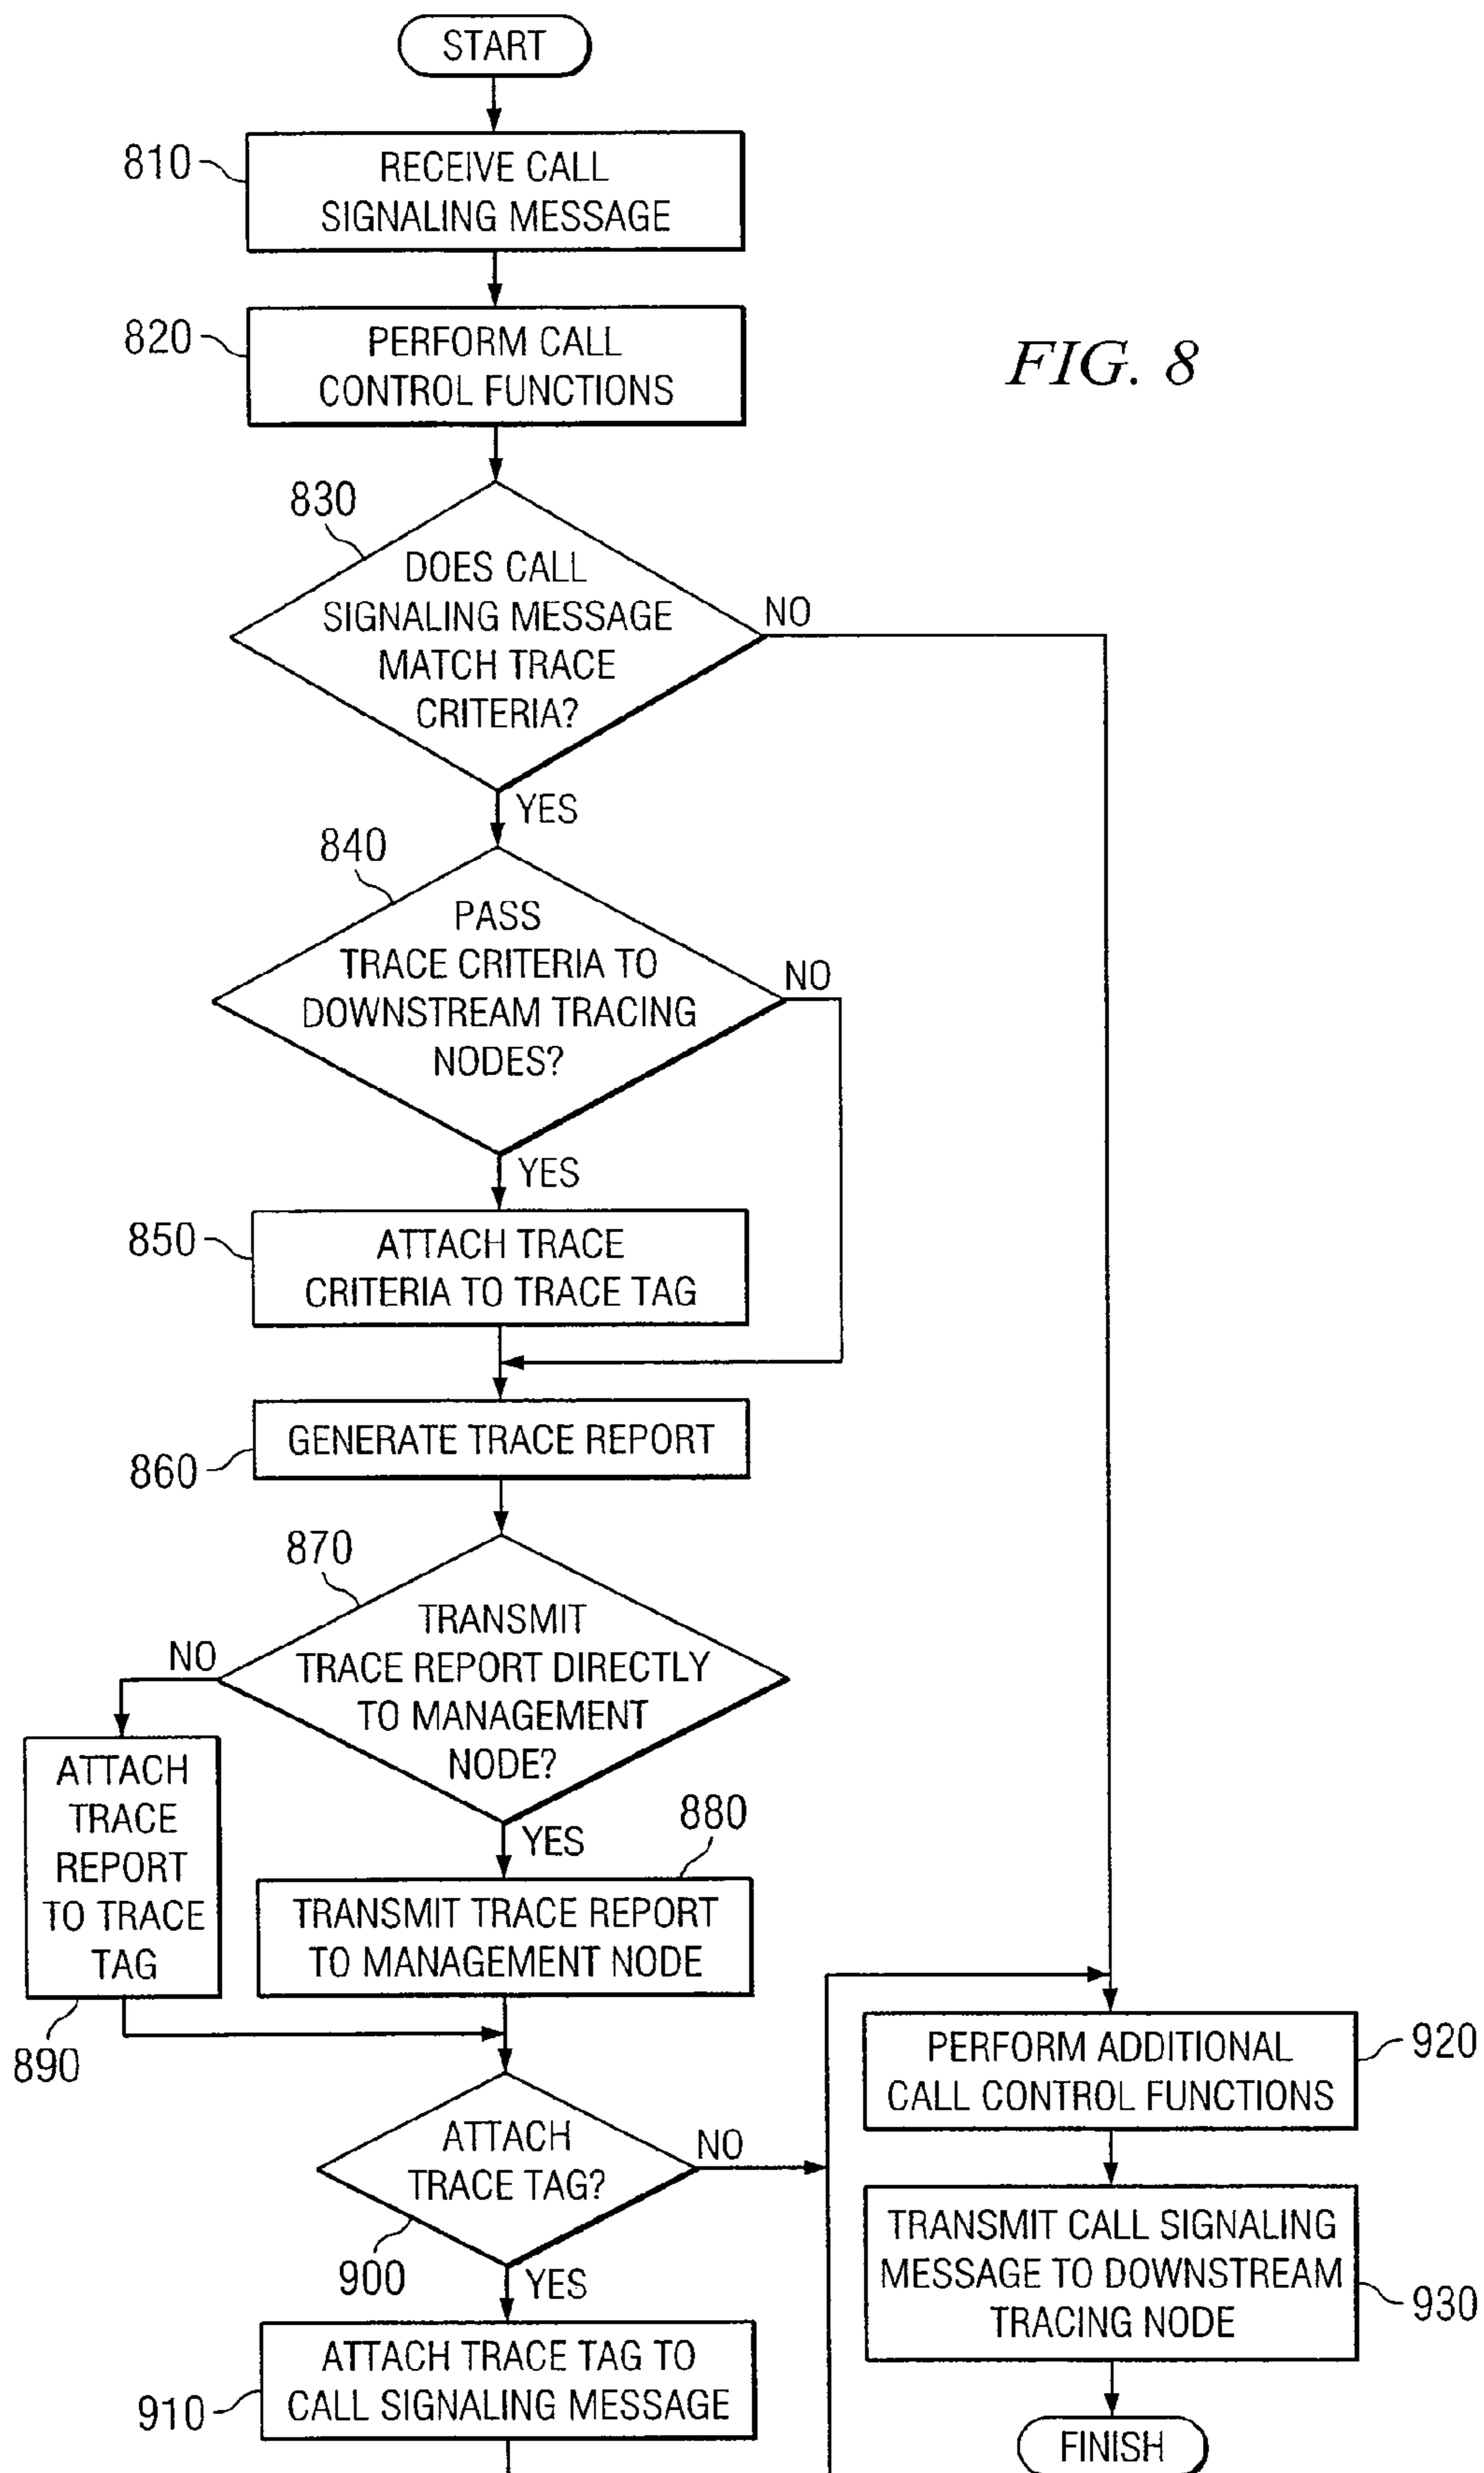 START
810
RECEIVE CALL
SIGNALING MESSAGE
820
PERFORM CALL
CONTROL FUNCTIONS
FIG. 8
830
DOES CALL
SIGNALING MESSAGE
MATCH TRACE
CRITERIA?
NO
YES
840
PASS
TRACE CRITERIA TO
DOWNSTREAM TRACING
NODES?
NO
YES
850
ATTACH TRACE
CRITERIA TO TRACE TAG
GENERATE TRACE REPORT
860
870
TRANSMIT
TRACE REPORT DIRECTLY
TO MANAGEMENT
NODE?
NO
YES
ATTACH
TRACE
REPORT
TO TRACE
TAG
890
880
TRANSMIT TRACE REPORT
TO MANAGEMENT NODE
ATTACH
TRACE TAG?
NO
900
YES
910
ATTACH TRACE TAG TO
CALL SIGNALING MESSAGE
PERFORM ADDITIONAL
CALL CONTROL FUNCTIONS
920
TRANSMIT CALL SIGNALING
MESSAGE TO DOWNSTREAM
TRACING NODE
930
FINISH